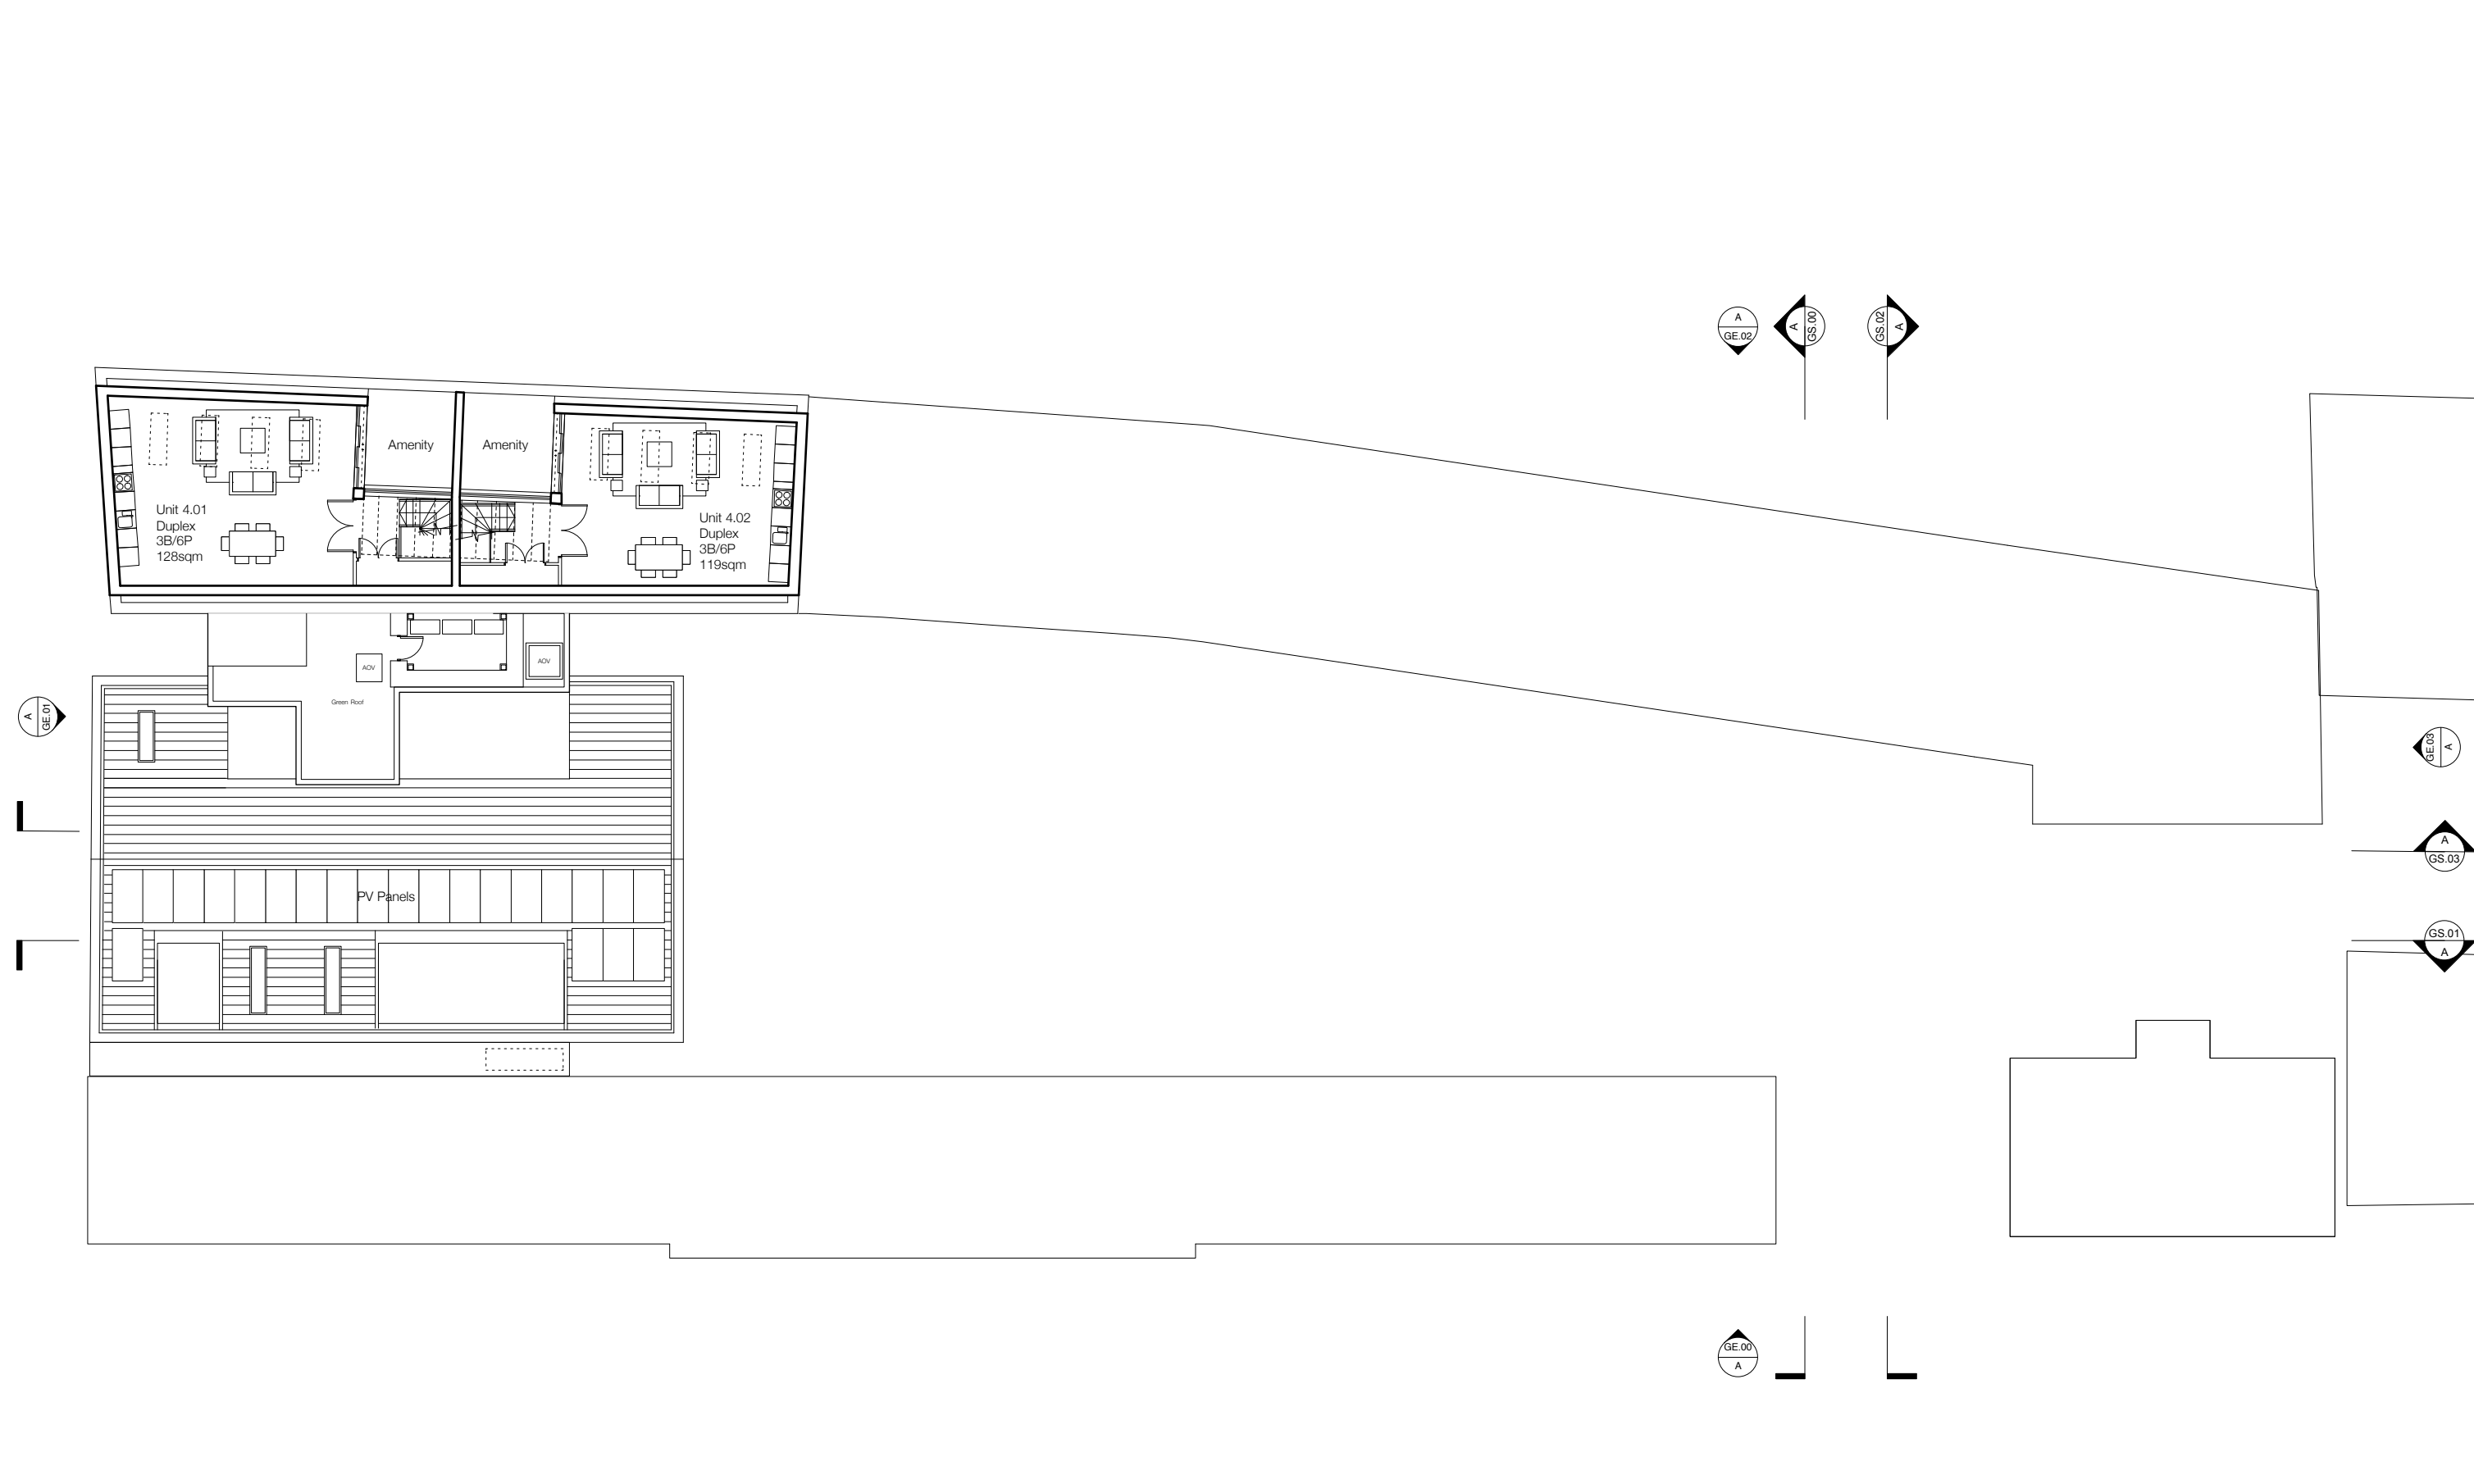 A
GE.02
A
GS.00
GS.02
A
Amenity
Amenity
Unit 4.01
Duplex
3B/6P
128sqm
Unit 4.02
Duplex
3B/6P
119sqm
AOV
AOV
Green Roof
A
GE.01
GE.03
A
A
GS.03
PV Panels
GS.01
A
GE.00
A